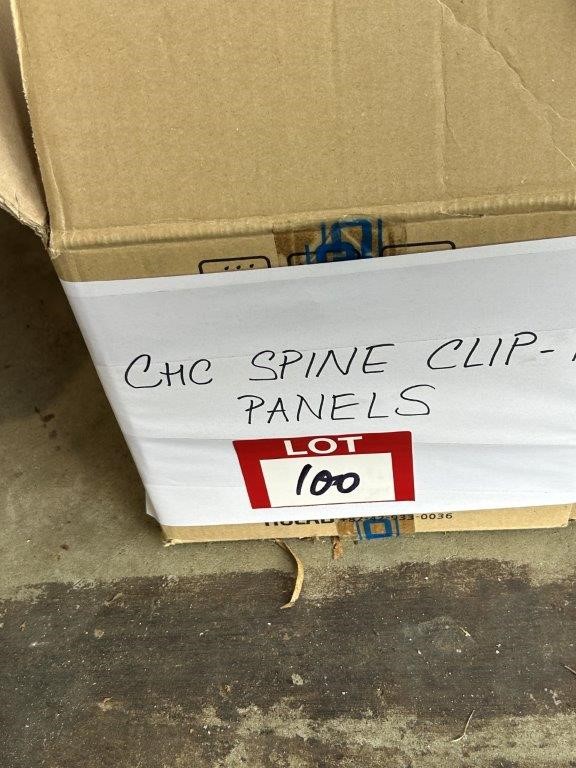 CHC SPINE CLIP-
PANELS
LOT
100